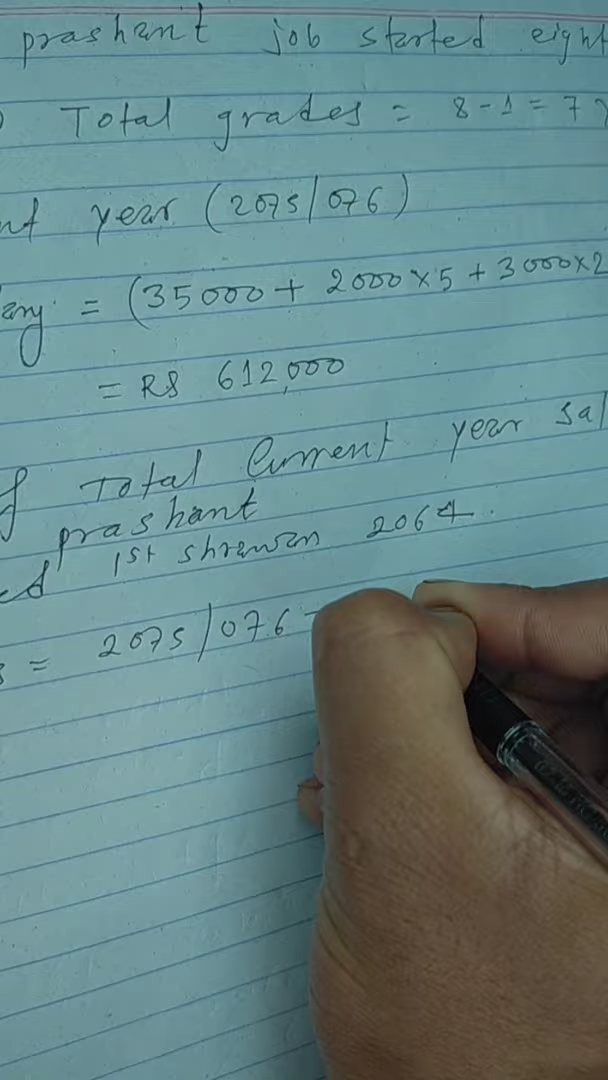 prashant job started eight
Total grades = 8-1 = 7
year (2075/076)
= (35000 + 2000×5 + 3000×2
= RS 612,000
Total Current year sal
prashant
1st shrawan 2064.
= 2075/076 -